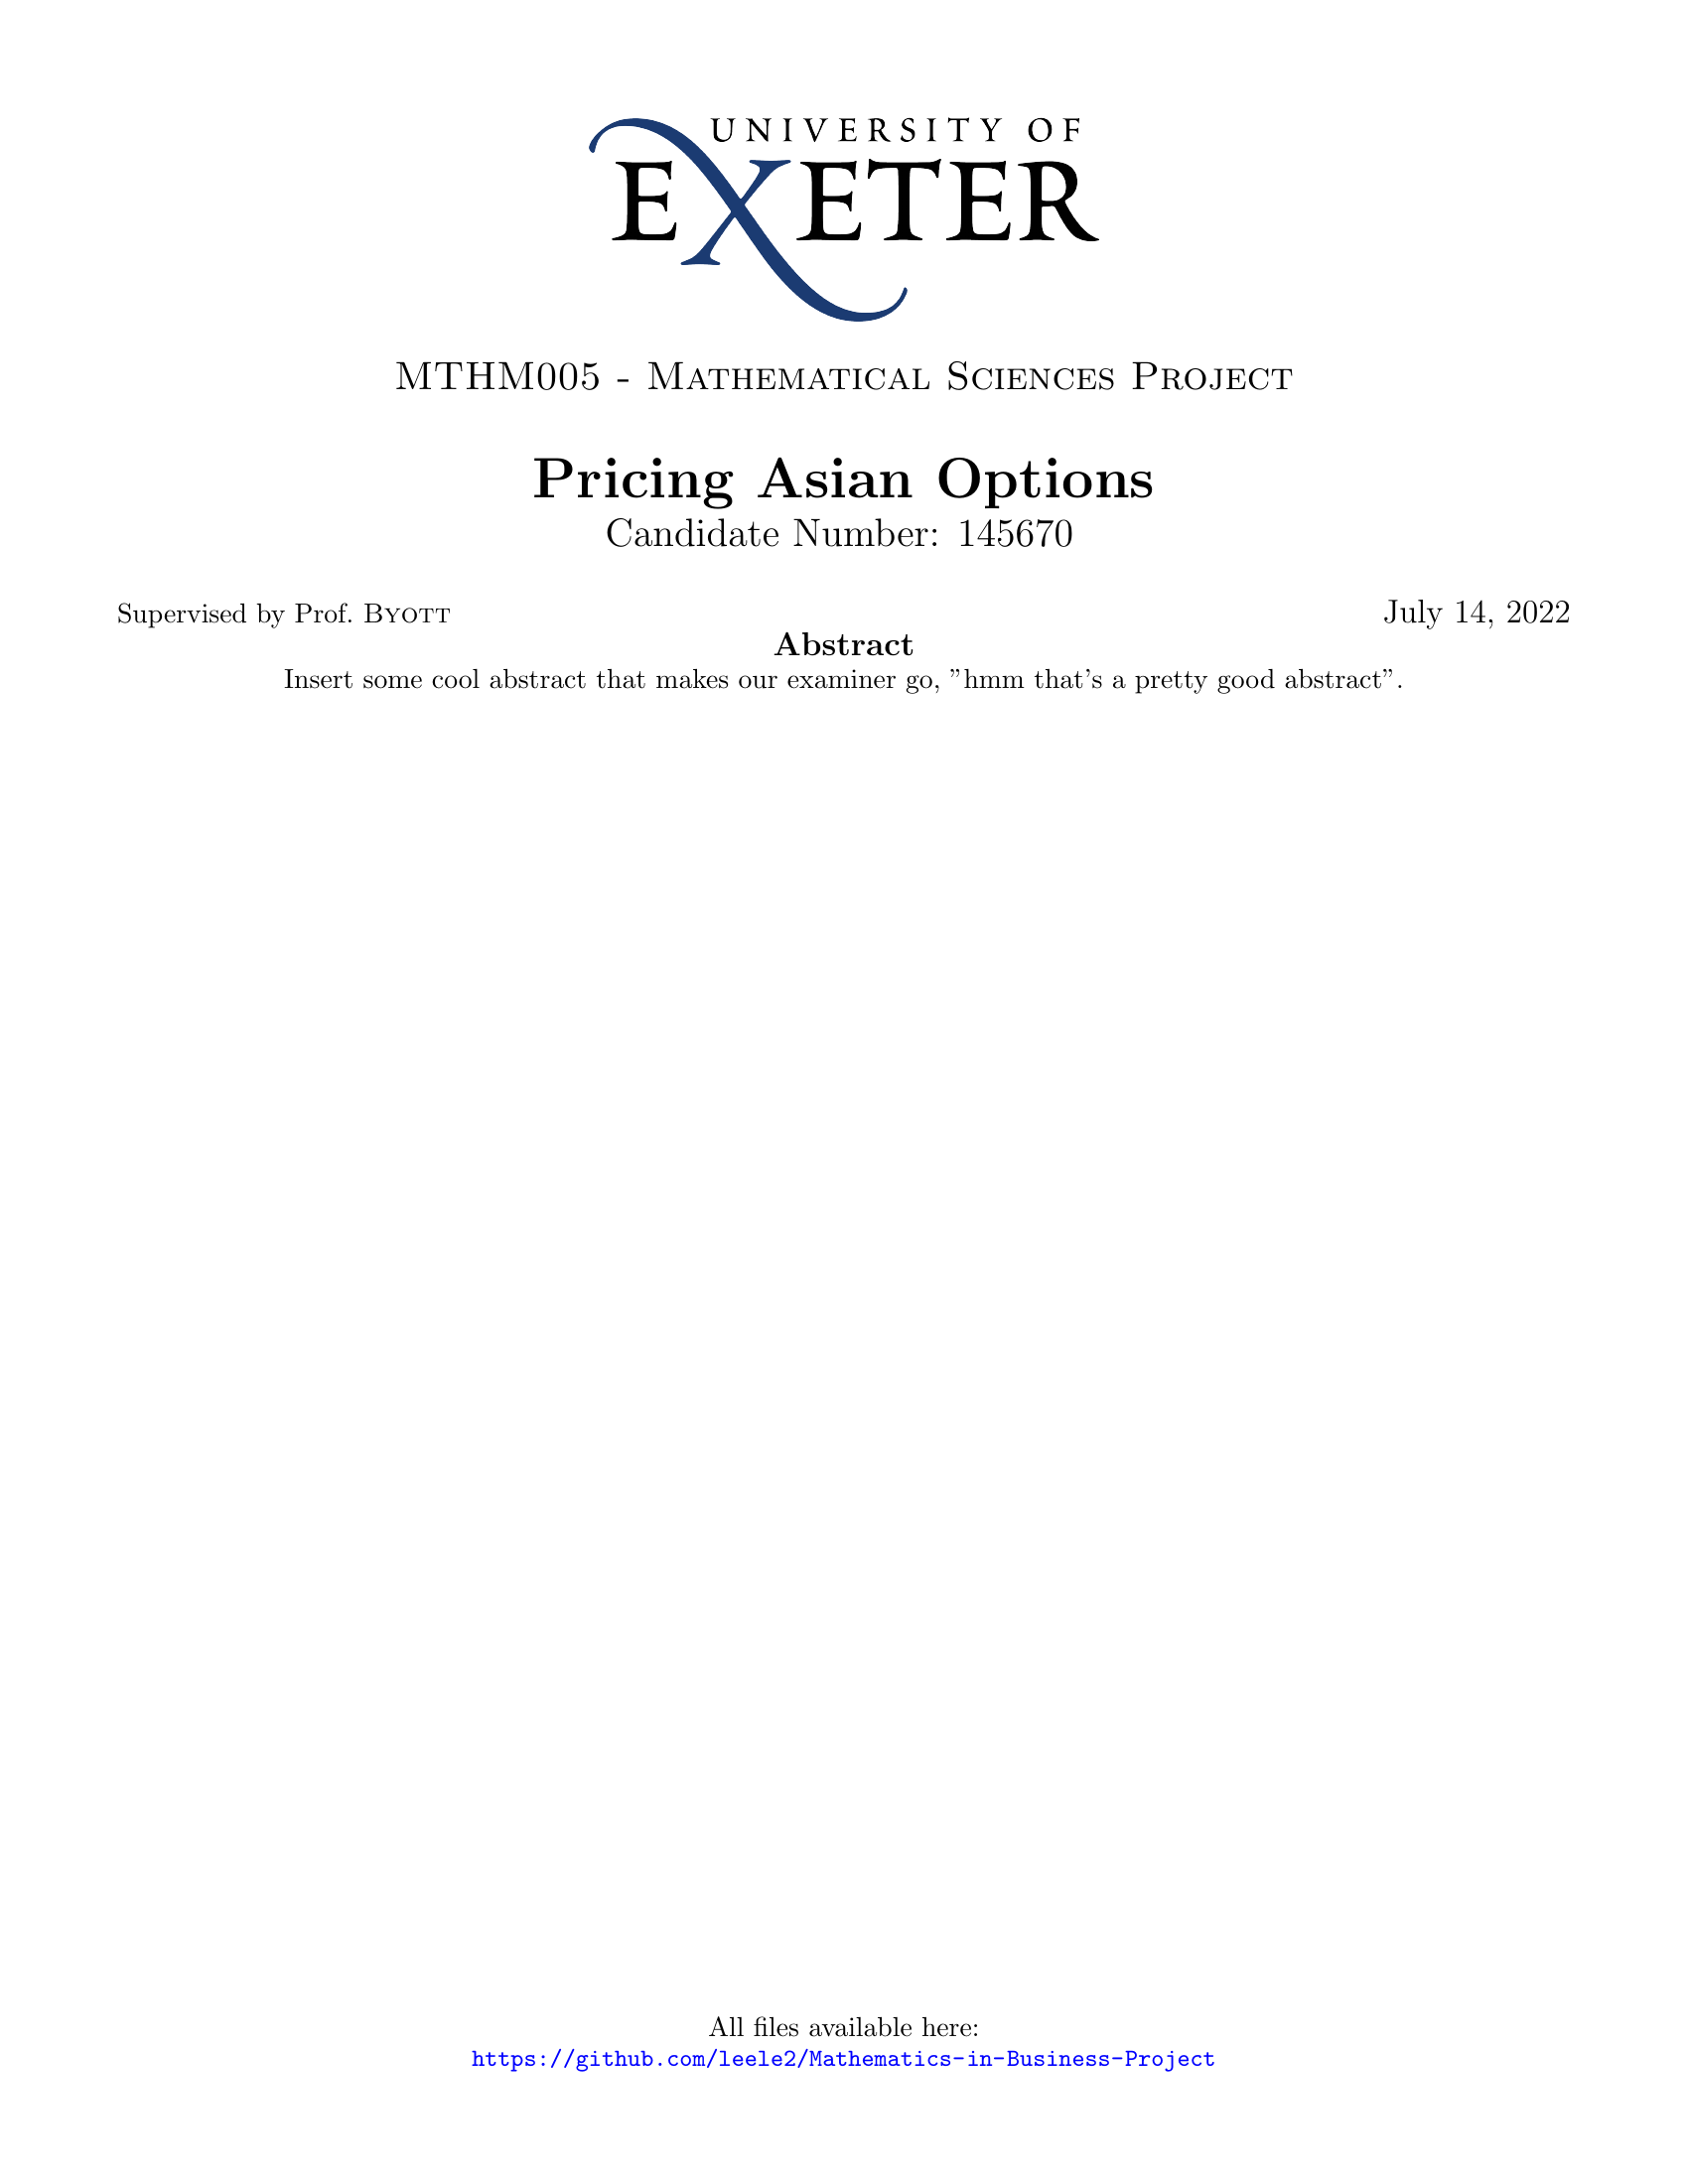 UNIVERSITY OF
EXETER
MTHM005 - Mathematical Sciences Project
Pricing Asian Options
Candidate Number: 145670
Supervised by Prof. Byott
July 14, 2022
Abstract
Insert some cool abstract that makes our examiner go, ”hmm that’s a pretty good abstract”.
All files available here:
https://github.com/leele2/Mathematics-in-Business-Project